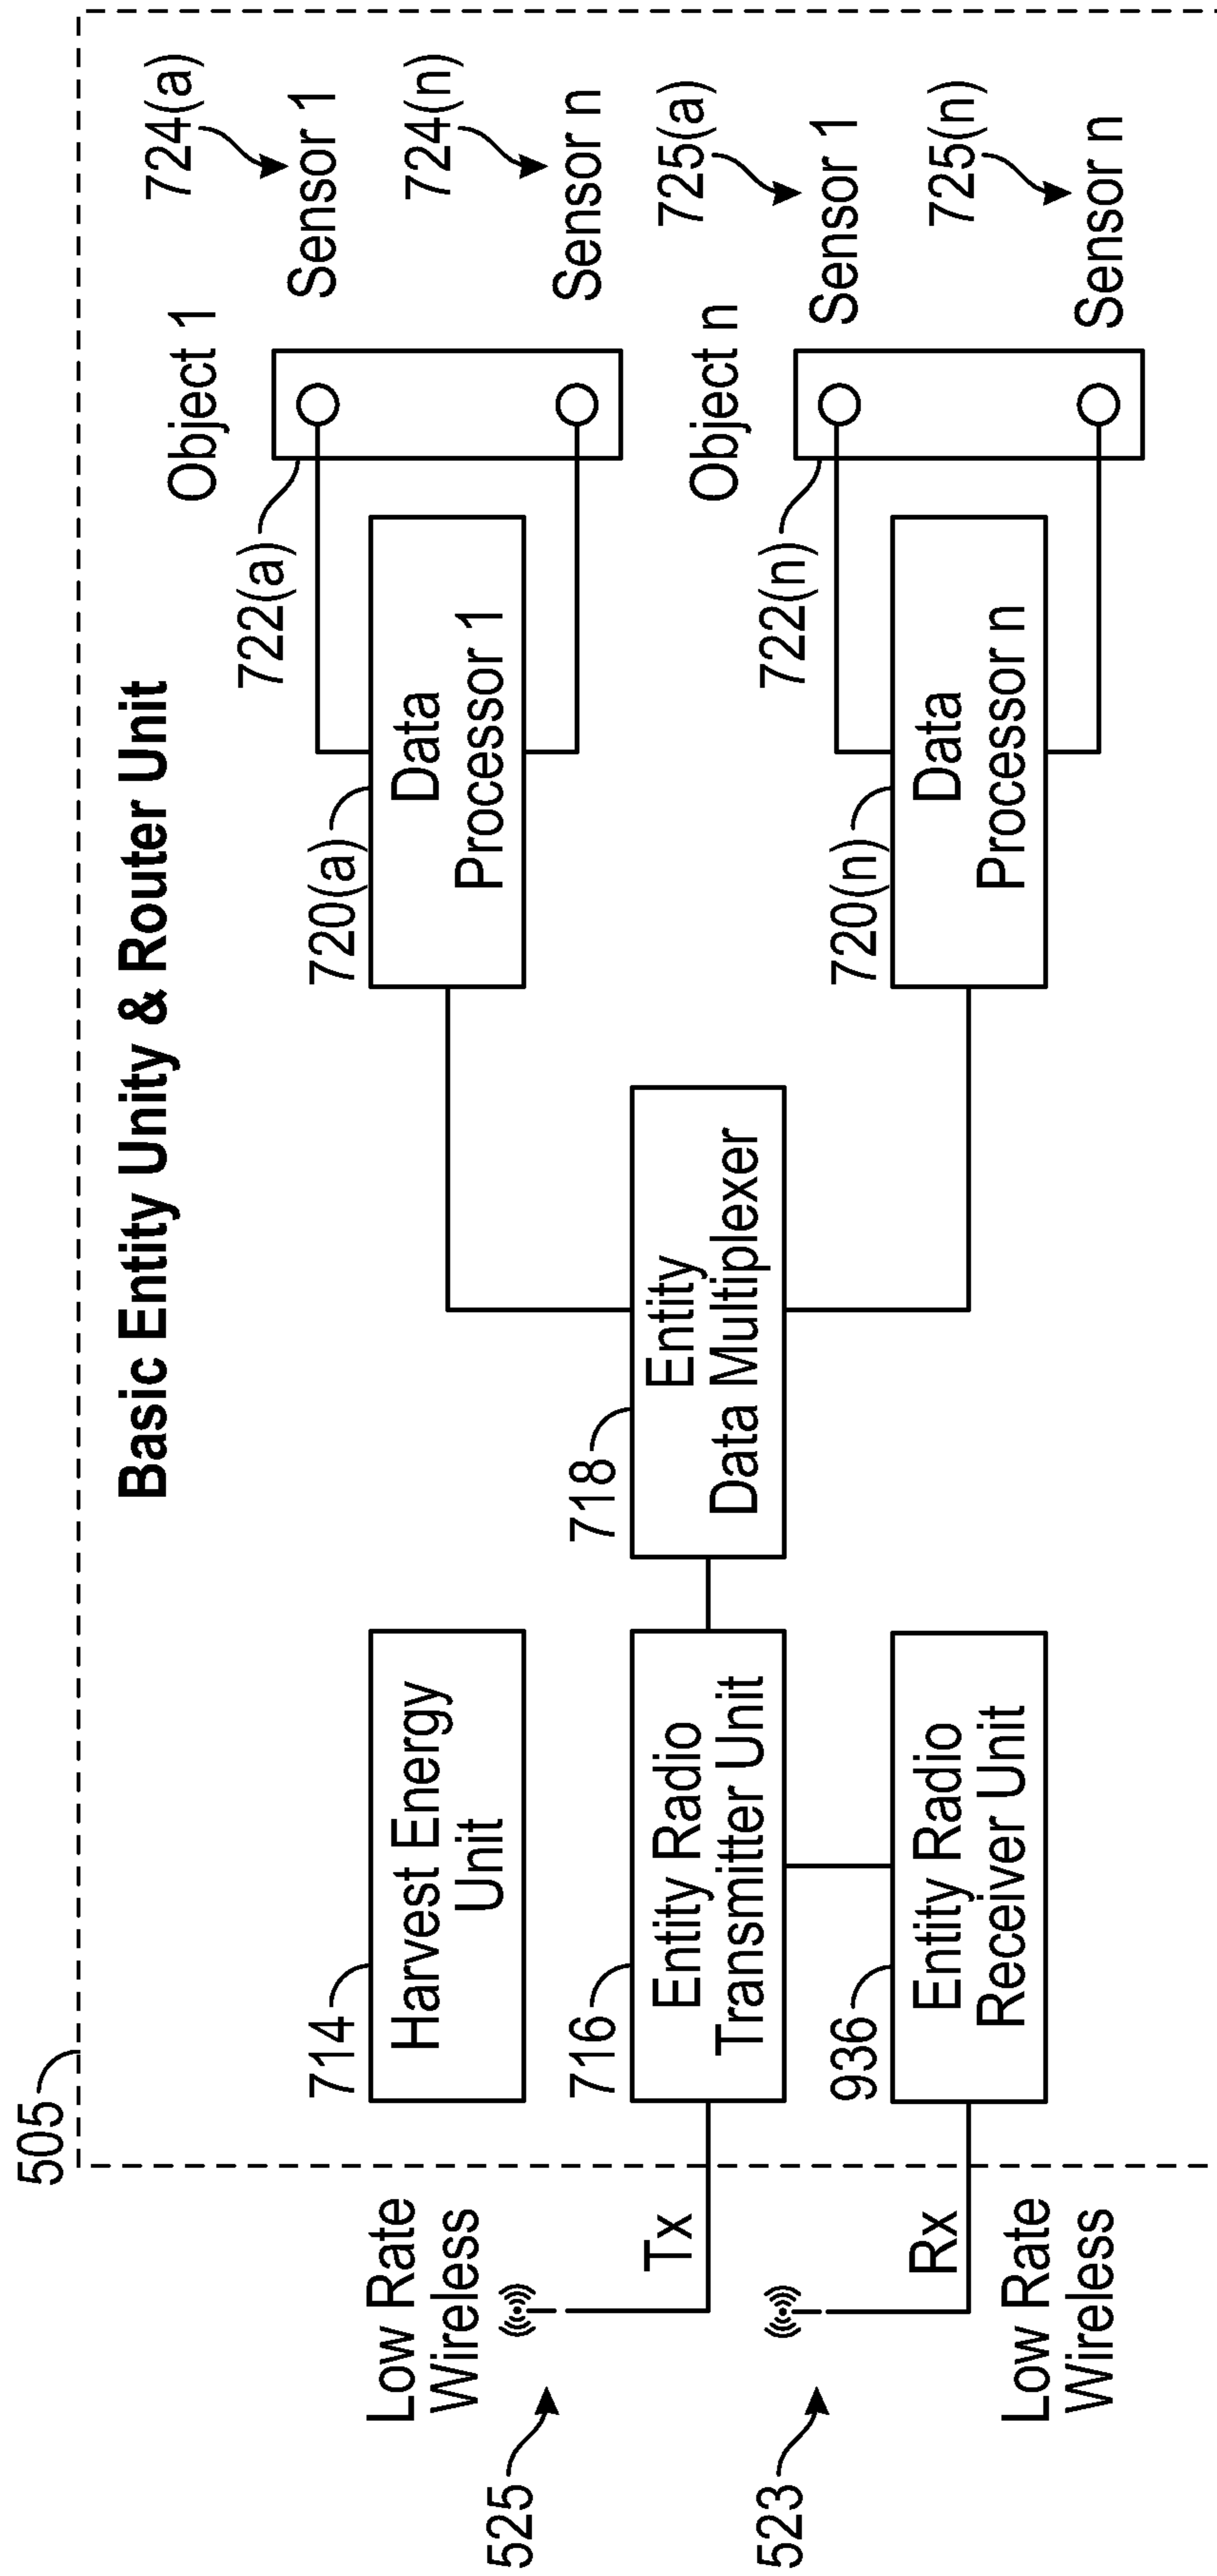 505
Basic Entity Unity & Router Unit
Low Rate
Wireless
525
Tx
523
Rx
Low Rate
Wireless
714
Harvest Energy
Unit
716
Entity Radio
Transmitter Unit
936
Entity Radio
Receiver Unit
718
Entity
Data Multiplexer
720(a)
Data
Processor 1
722(a)
Object 1
724(a)
Sensor 1
724(n)
Sensor n
720(n)
Data
Processor n
722(n)
Object n
725(a)
Sensor 1
725(n)
Sensor n